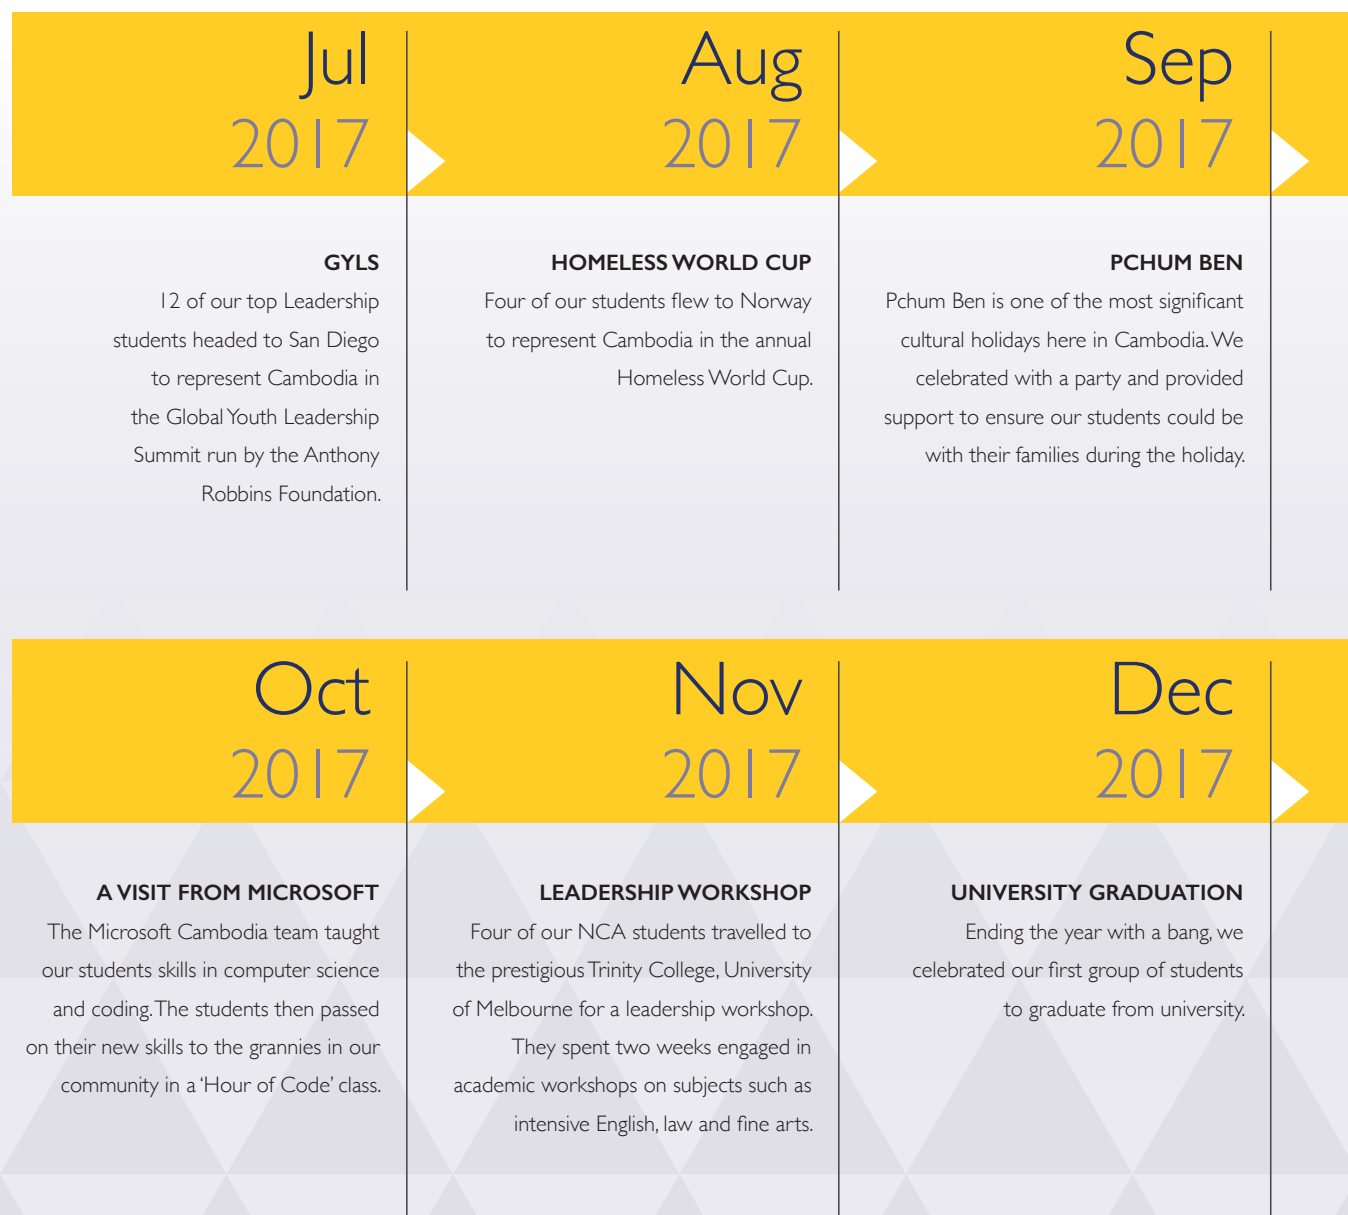 Jul
2017
GYLS
12 of our top Leadership
students headed to San Diego
to represent Cambodia in
the Global Youth Leadership
Summit run by the Anthony
Robbins Foundation.
Aug
2017
HOMELESS WORLD CUP
Four of our students flew to Norway
to represent Cambodia in the annual
Homeless World Cup.
Sep
2017
PCHUM BEN
Pchum Ben is one of the most significant
cultural holidays here in Cambodia. We
celebrated with a party and provided
support to ensure our students could be
with their families during the holiday.
Oct
2017
A VISIT FROM MICROSOFT
The Microsoft Cambodia team taught
our students skills in computer science
and coding. The students then passed
on their new skills to the grannies in our
community in a ‘Hour of Code’ class.
Nov
2017
LEADERSHIP WORKSHOP
Four of our NCA students travelled to
the prestigious Trinity College, University
of Melbourne for a leadership workshop.
They spent two weeks engaged in
academic workshops on subjects such as
intensive English, law and fine arts.
Dec
2017
UNIVERSITY GRADUATION
Ending the year with a bang, we
celebrated our first group of students
to graduate from university.